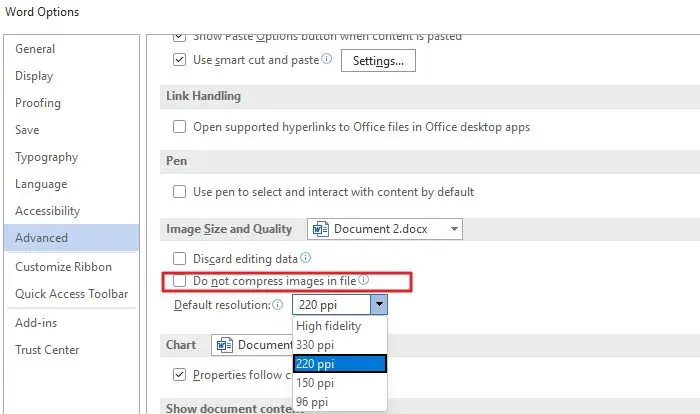 Word Options
General
Display
Proofing
Save
Typography
Language
Accessibility
Advanced
Customize Ribbon
Quick Access Toolbar
Add-ins
Trust Center
Show Paste Options button when content is pasted
Use smart cut and paste
Settings...
Link Handling
Open supported hyperlinks to Office files in Office desktop apps
Pen
Use pen to select and interact with content by default
Image Size and Quality Document 2.docx
Discard editing data
Do not compress images in file
Default resolution: 220 ppi
High fidelity
330 ppi
220 ppi
150 ppi
96 ppi
Chart Document
Properties follow c
Show document content